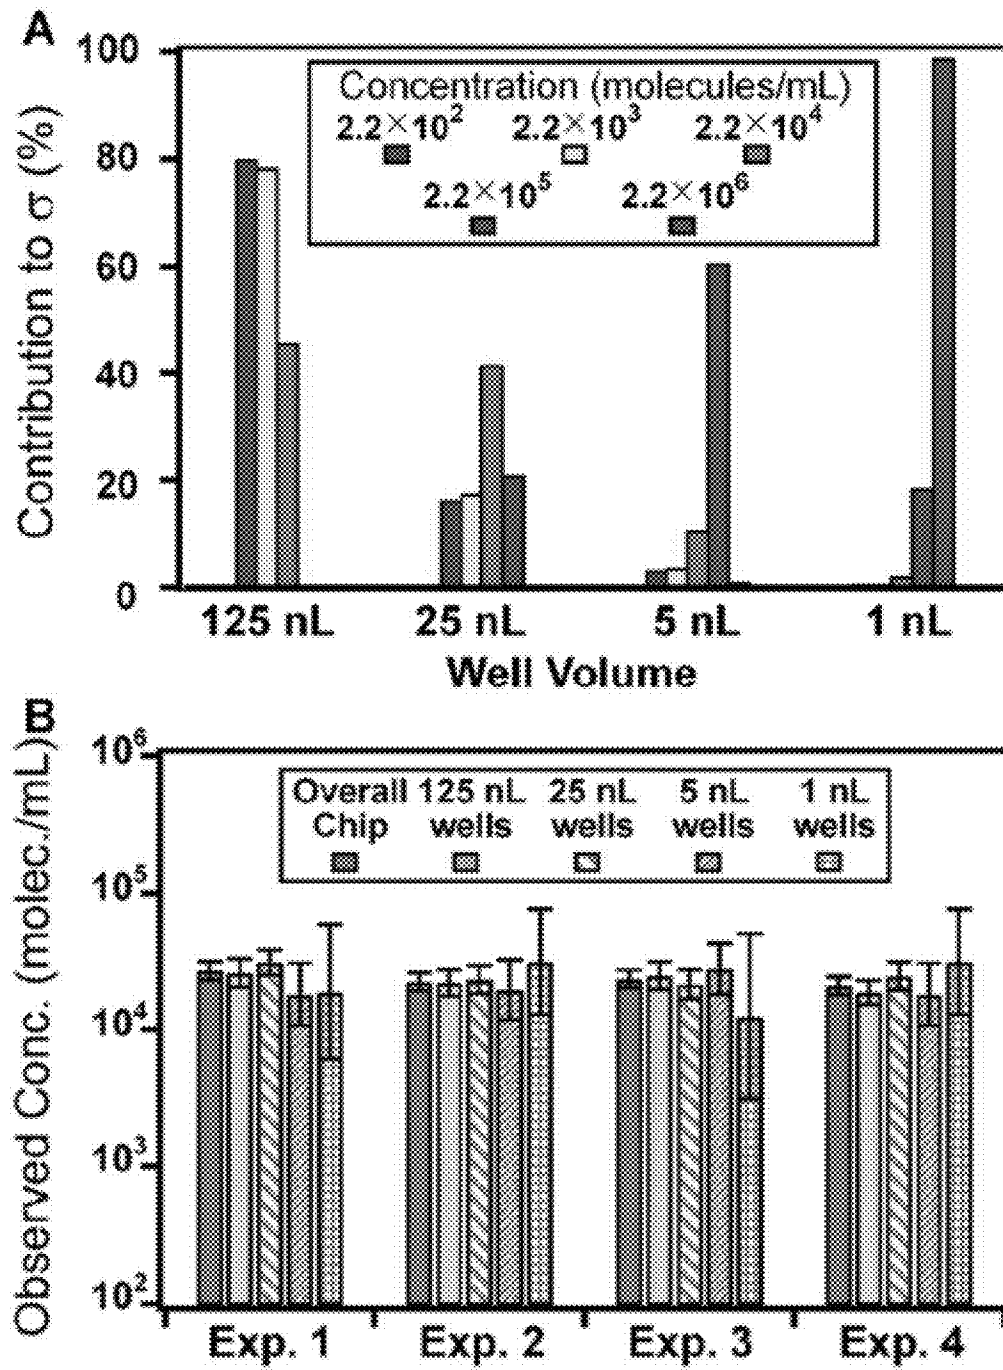 A
100
80
60
40
20
0
Contribution to σ (%)
Concentration (molecules/mL)
2.2×10² 2.2×10³ 2.2×10⁴
2.2×10⁵ 2.2×10⁶
125 nL 25 nL 5 nL 1 nL
Well Volume
B
10⁶
10⁵
10⁴
10³
10²
Observed Conc. (molec./mL)
Overall 125 nL 25 nL 5 nL 1 nL
Chip wells wells wells wells
Exp. 1 Exp. 2 Exp. 3 Exp. 4